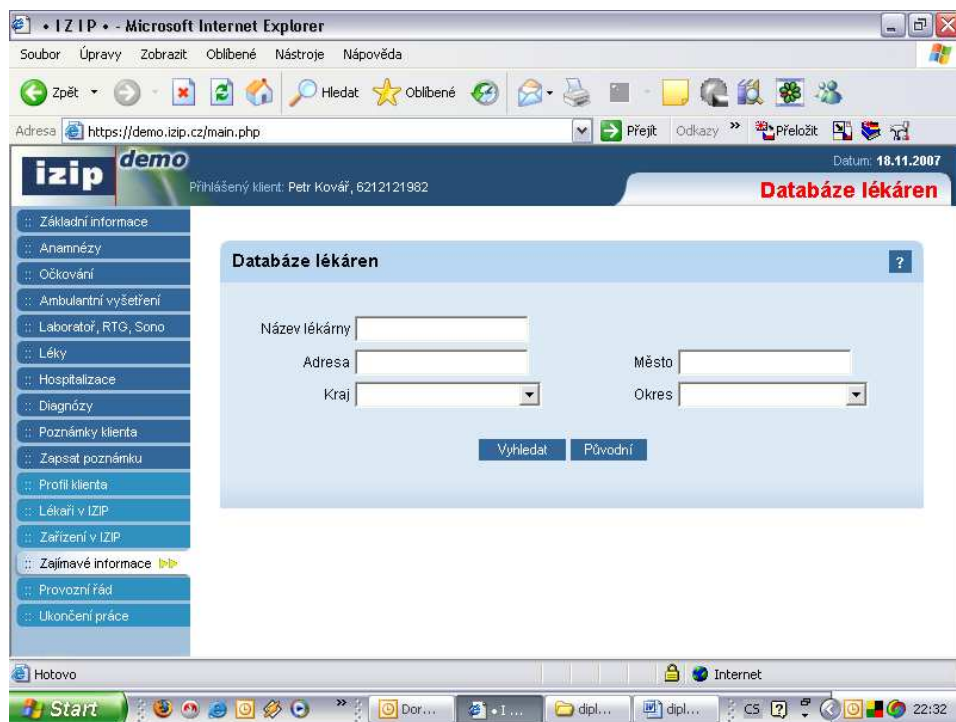 • I Z I P • - Microsoft Internet Explorer
Soubor Úpravy Zobrazit Oblíbené Nástroje Nápověda
Zpět Hledat Oblíbené
Adresa https://demo.izip.cz/main.php Přejít Odkazy » Přeložit
izip demo
Datum: 18.11.2007
Přihlášený klient: Petr Kovář, 6212121982
Databáze lékáren
:: Základní informace
:: Anamnézy
:: Očkování
:: Ambulantní vyšetření
:: Laboratoř, RTG, Sono
:: Léky
:: Hospitalizace
:: Diagnózy
:: Poznámky klienta
:: Zapsat poznámku
:: Profil klienta
:: Lékaři v IZIP
:: Zařízení v IZIP
:: Zajímavé informace
:: Provozní řád
:: Ukončení práce
Databáze lékáren ?
Název lékárny
Adresa Město
Kraj Okres
Vyhledat Původní
Hotovo Internet
Start » Dor... • I ... dipl... dipl... CS ? 22:32